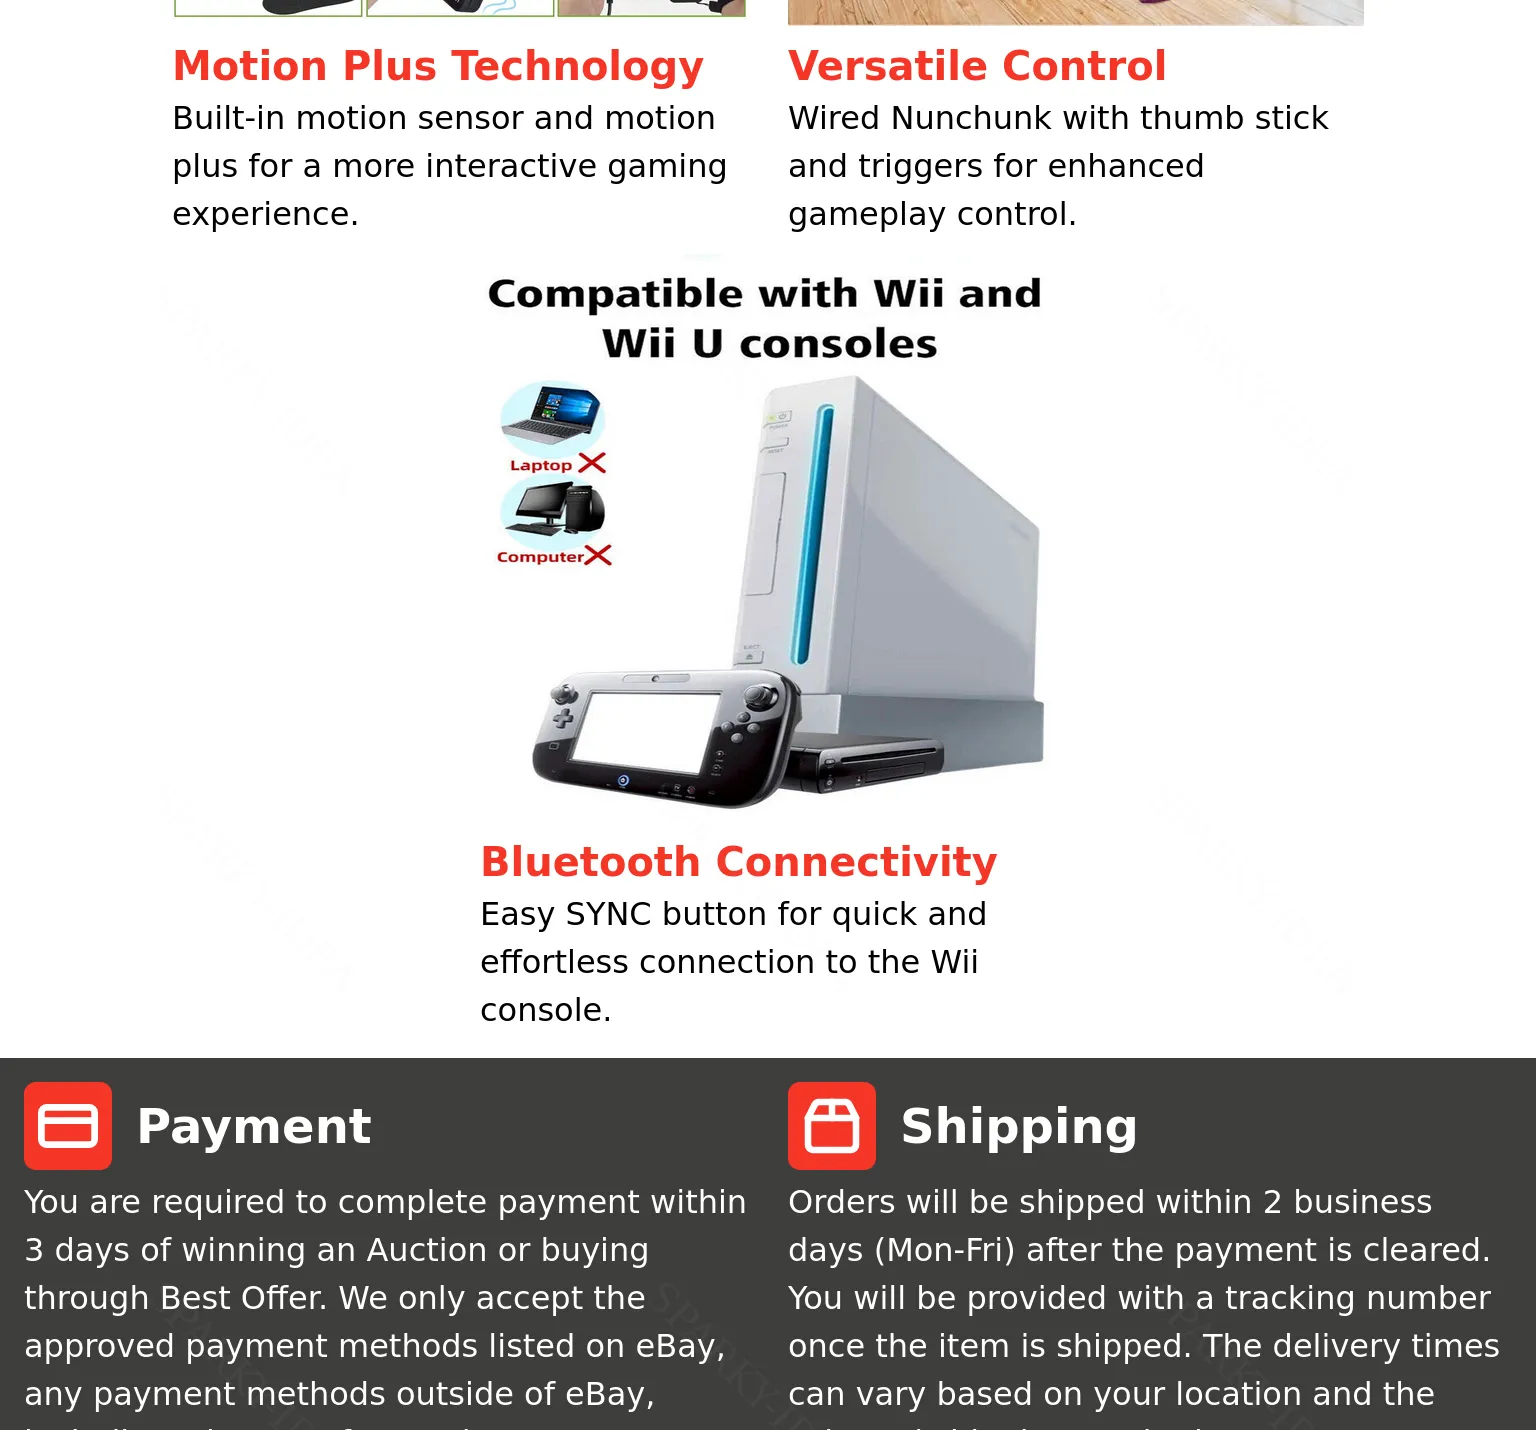 Motion Plus Technology
Built-in motion sensor and motion
plus for a more interactive gaming
experience.
Versatile Control
Wired Nunchunk with thumb stick
and triggers for enhanced
gameplay control.
Compatible with Wii and
Wii U consoles
Laptop
Computer
Bluetooth Connectivity
Easy SYNC button for quick and
effortless connection to the Wii
console.
Payment
You are required to complete payment within
3 days of winning an Auction or buying
through Best Offer. We only accept the
approved payment methods listed on eBay,
any payment methods outside of eBay,
Shipping
Orders will be shipped within 2 business
days (Mon-Fri) after the payment is cleared.
You will be provided with a tracking number
once the item is shipped. The delivery times
can vary based on your location and the